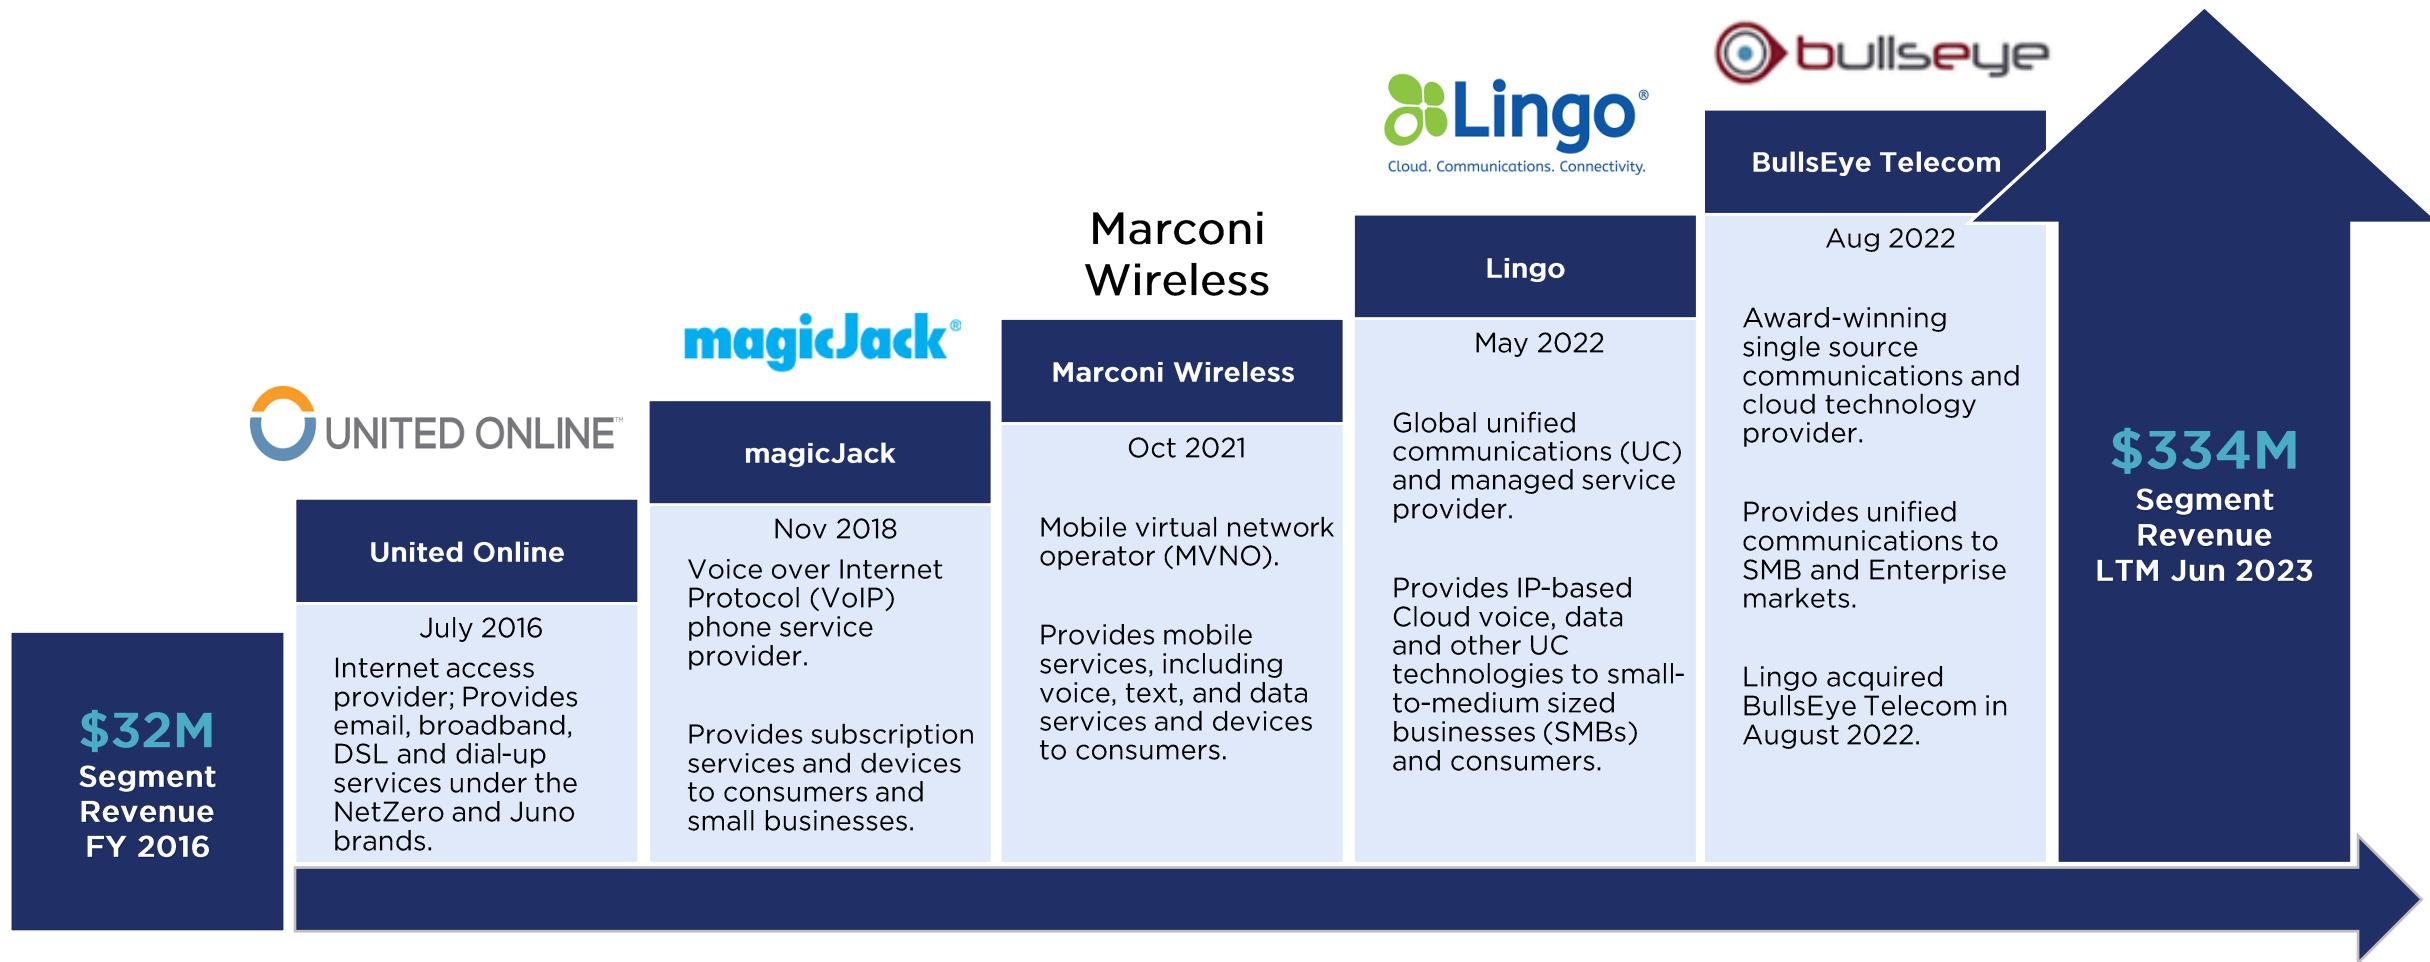 $32M
Segment
Revenue
FY 2016
UNITED ONLINE™
United Online
July 2016
Internet access
provider; Provides
email, broadband,
DSL and dial-up
services under the
NetZero and Juno
brands.
magicJack®
magicJack
Nov 2018
Voice over Internet
Protocol (VoIP)
phone service
provider.
Provides subscription
services and devices
to consumers and
small businesses.
Marconi
Wireless
Marconi Wireless
Oct 2021
Mobile virtual network
operator (MVNO).
Provides mobile
services, including
voice, text, and data
services and devices
to consumers.
Lingo®
Cloud. Communications. Connectivity.
Lingo
May 2022
Global unified
communications (UC)
and managed service
provider.
Provides IP-based
Cloud voice, data
and other UC
technologies to small-
to-medium sized
businesses (SMBs)
and consumers.
bullseye
BullsEye Telecom
Aug 2022
Award-winning
single source
communications and
cloud technology
provider.
Provides unified
communications to
SMB and Enterprise
markets.
Lingo acquired
BullsEye Telecom in
August 2022.
$334M
Segment
Revenue
LTM Jun 2023